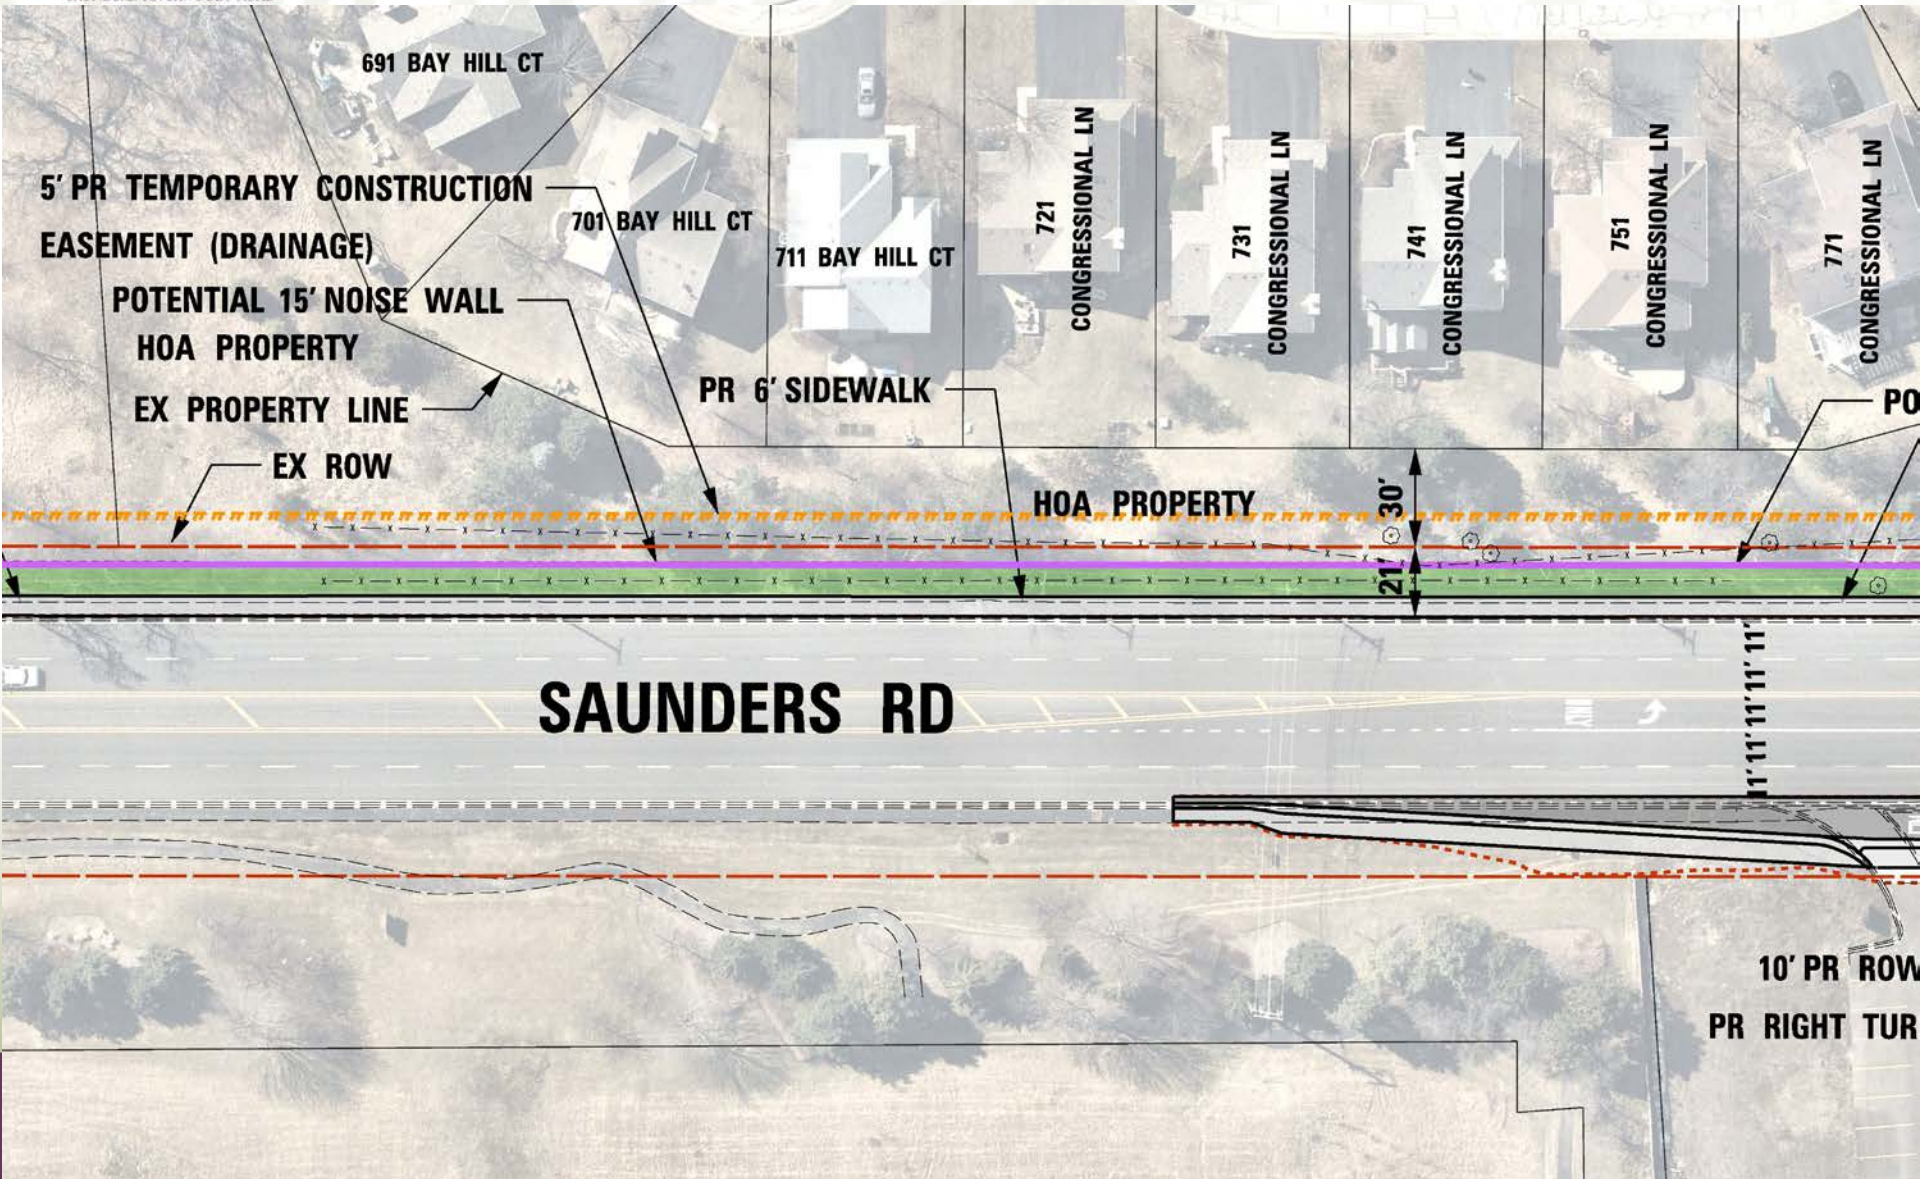 691 BAY HILL CT
5' PR TEMPORARY CONSTRUCTION
EASEMENT (DRAINAGE)
701 BAY HILL CT
711 BAY HILL CT
721
CONGRESSIONAL LN
731
CONGRESSIONAL LN
741
CONGRESSIONAL LN
751
CONGRESSIONAL LN
771
CONGRESSIONAL LN
POTENTIAL 15' NOISE WALL
HOA PROPERTY
PR 6' SIDEWALK
EX PROPERTY LINE
PO
EX ROW
HOA PROPERTY
30'
21'
SAUNDERS RD
ONLY
11' 11' 11' 11' 11'
10' PR ROW
PR RIGHT TUR